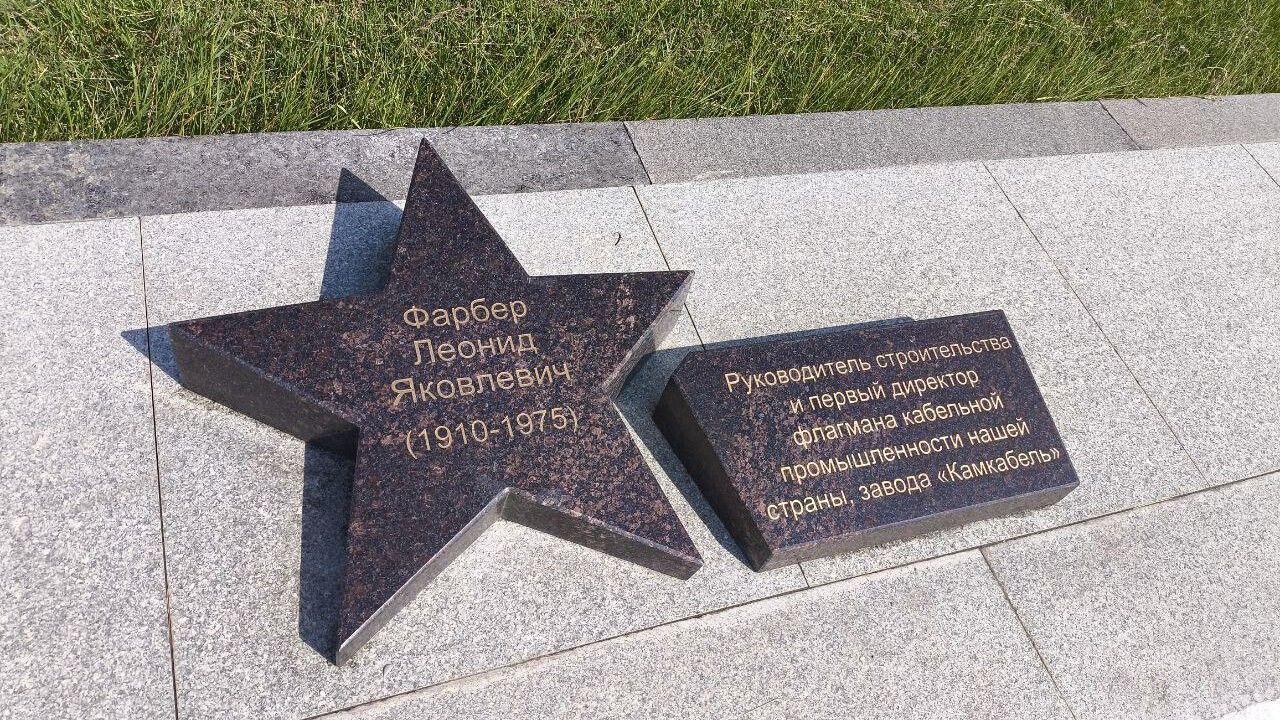 Фарбер
Леонид
Яковлевич
(1910-1975)
Руководитель строительства
и первый директор
флагмана кабельной
промышленности нашей
страны, завода «Камкабель»